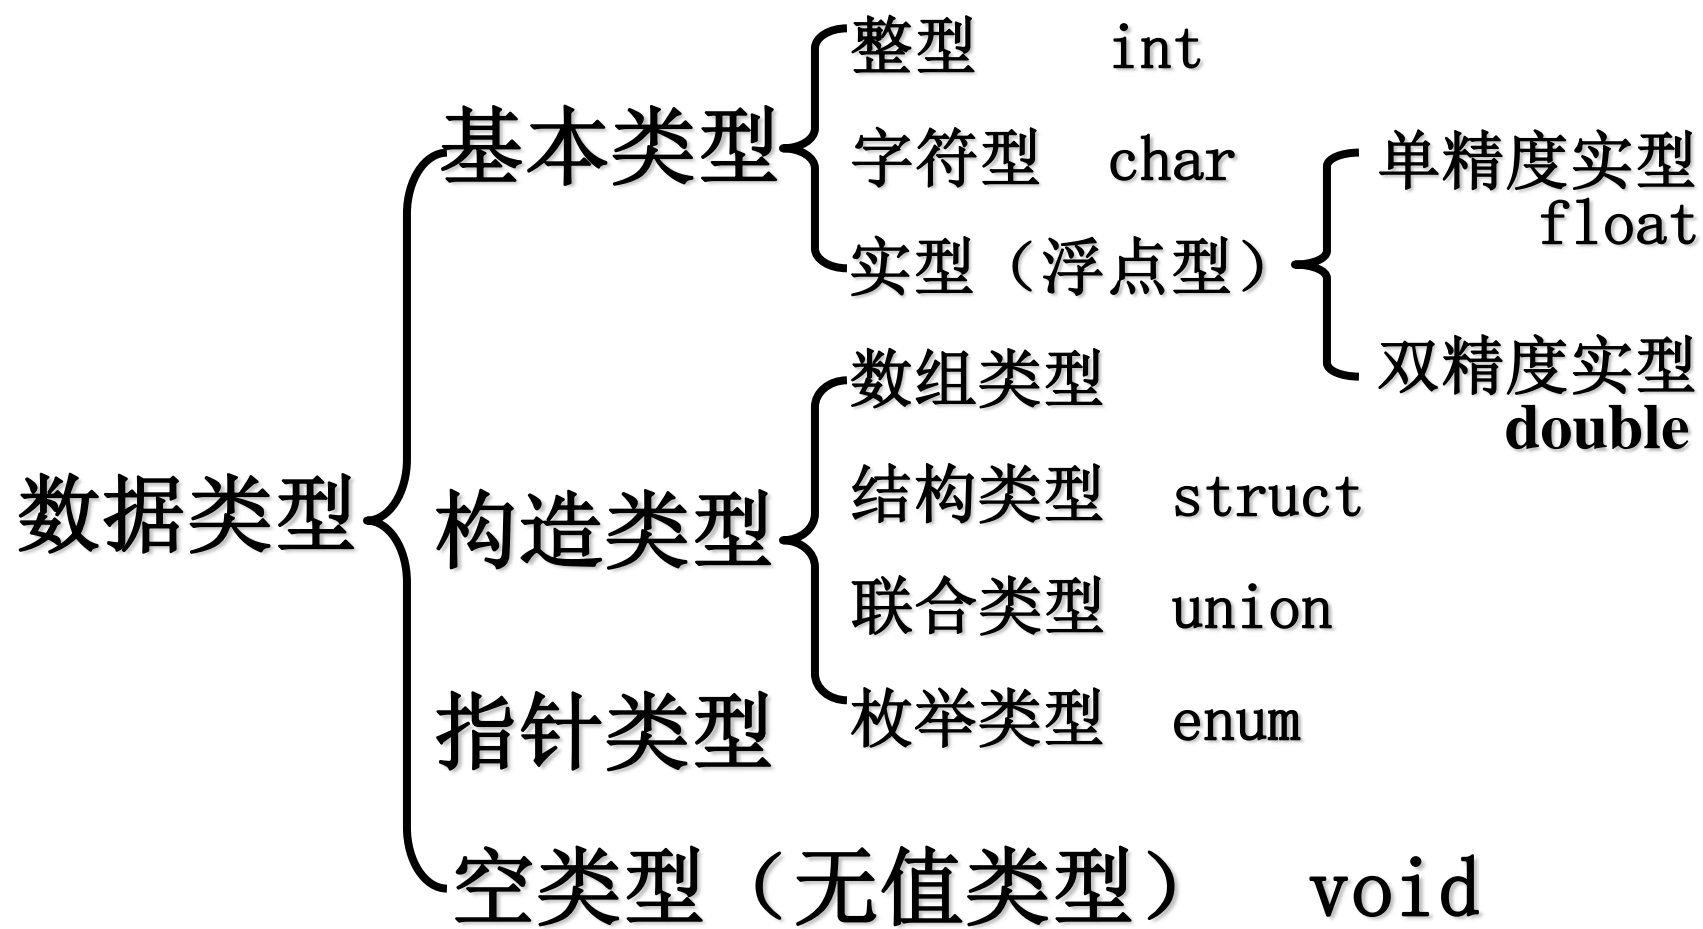 数据类型
基本类型
整型 int
字符型 char
实型（浮点型）
单精度实型
float
双精度实型
double
构造类型
数组类型
结构类型 struct
联合类型 union
枚举类型 enum
指针类型
空类型（无值类型） void